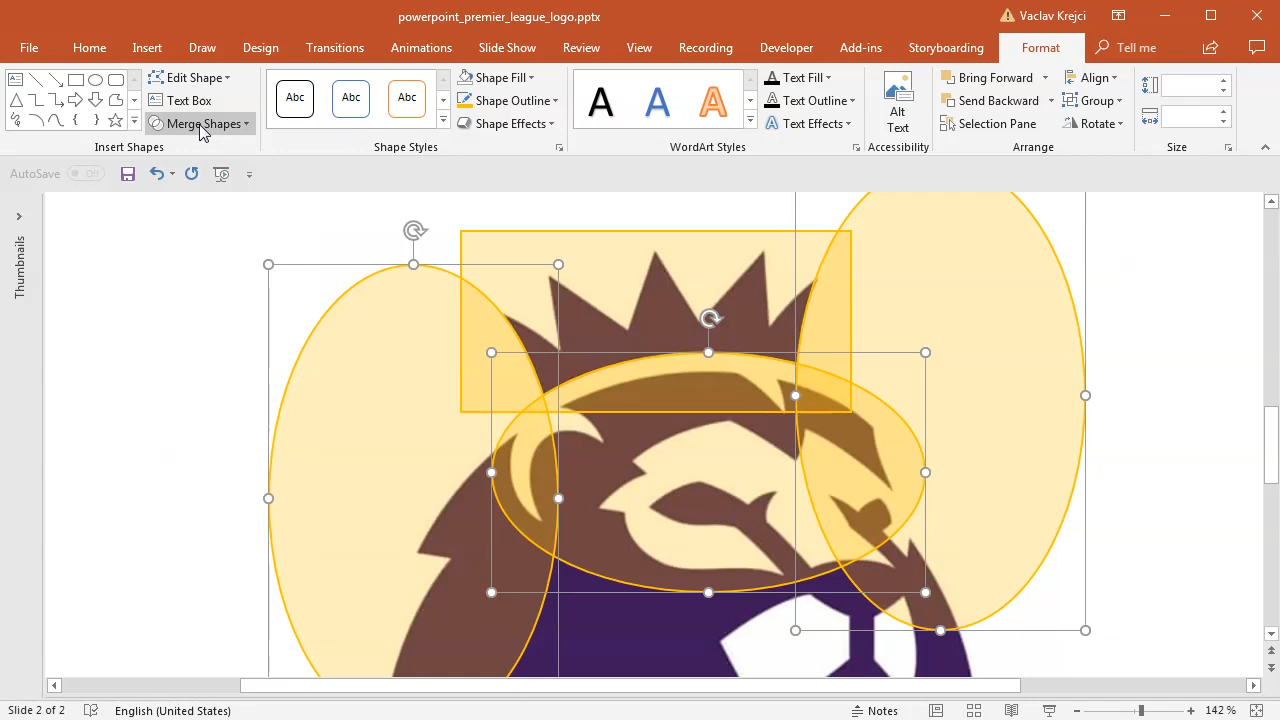 powerpoint_premier_league_logo.pptx
Vaclav Krejci
File Home Insert Draw Design Transitions Animations Slide Show Review View Recording Developer Add-ins Storyboarding Format Tell me
Edit Shape
Text Box
Merge Shapes
Insert Shapes
Abc Abc Abc
Shape Fill
Shape Outline
Shape Effects
Shape Styles
A A A
Text Fill
Text Outline
Text Effects
WordArt Styles
Alt
Text
Accessibility
Bring Forward
Send Backward
Selection Pane
Align
Group
Rotate
Arrange
Size
AutoSave Off
Thumbnails
Slide 2 of 2 English (United States) Notes 142 %